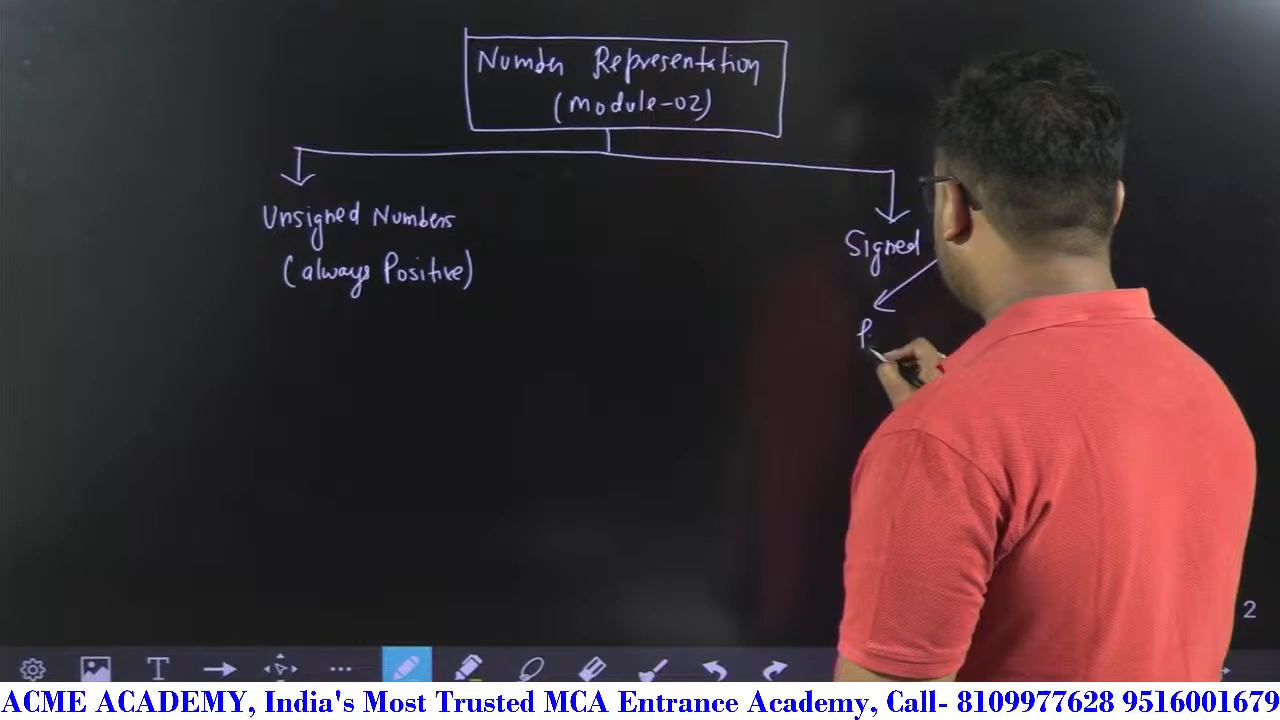 Number Representation
(Module-02)
Unsigned Numbers
(always Positive)
Signed
P
2
T
ACME ACADEMY, India's Most Trusted MCA Entrance Academy, Call- 8109977628 9516001679